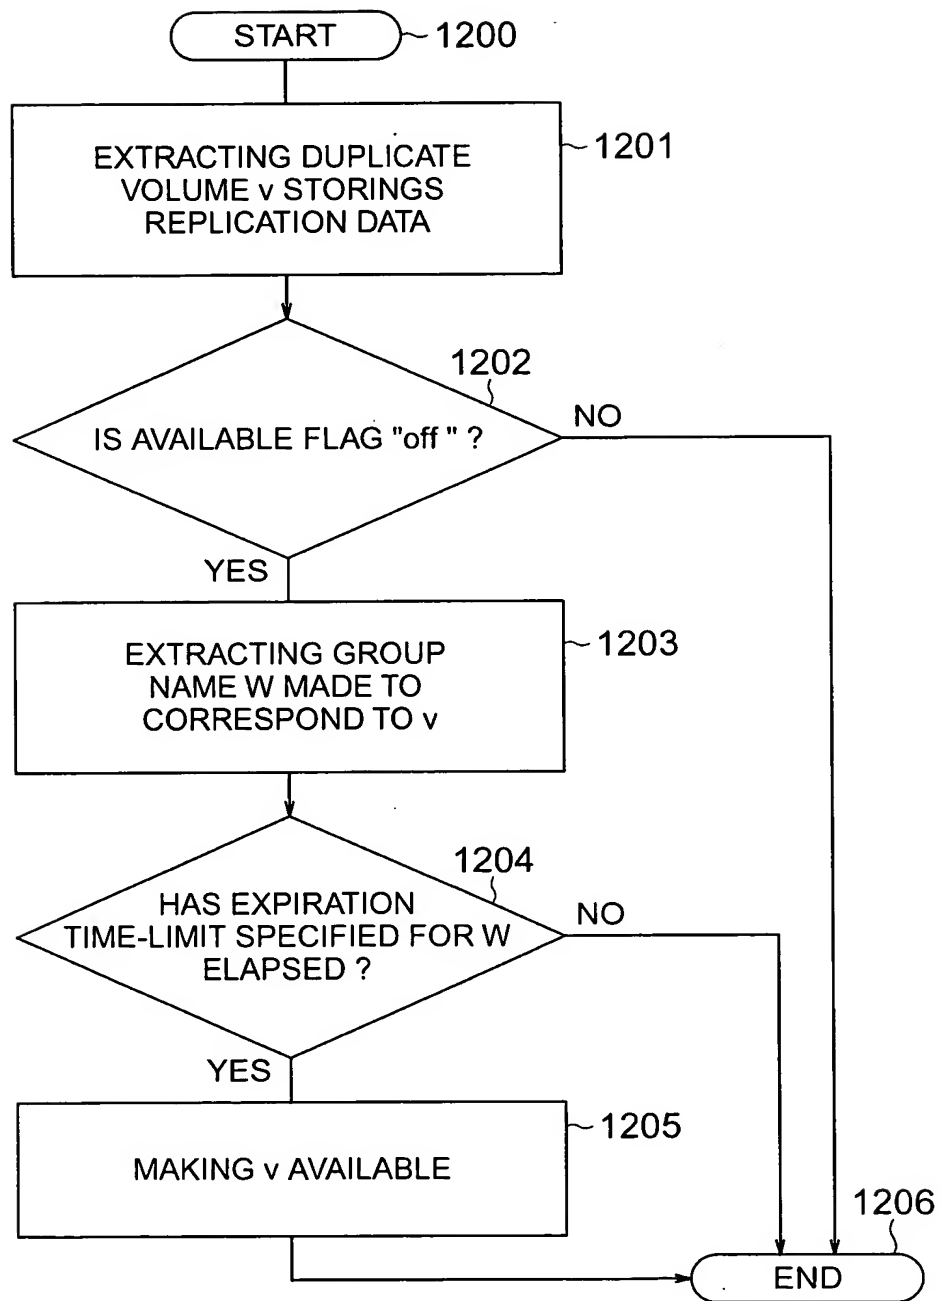 START
1200
EXTRACTING DUPLICATE
VOLUME v STORINGS
REPLICATION DATA
1201
1202
IS AVAILABLE FLAG "off" ?
NO
YES
EXTRACTING GROUP
NAME W MADE TO
CORRESPOND TO v
1203
1204
HAS EXPIRATION
TIME-LIMIT SPECIFIED FOR W
ELAPSED ?
NO
YES
MAKING v AVAILABLE
1205
1206
END